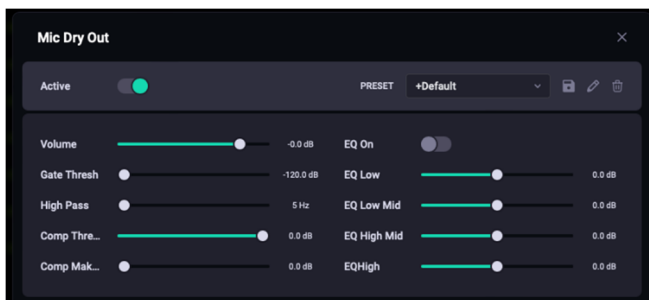 Mic Dry Out
Active PRESET +Default
Volume -0.0 dB EQ On
Gate Thresh -120.0 dB EQ Low 0.0 dB
High Pass 5 Hz EQ Low Mid 0.0 dB
Comp Thre... 0.0 dB EQ High Mid 0.0 dB
Comp Mak... 0.0 dB EQHigh 0.0 dB